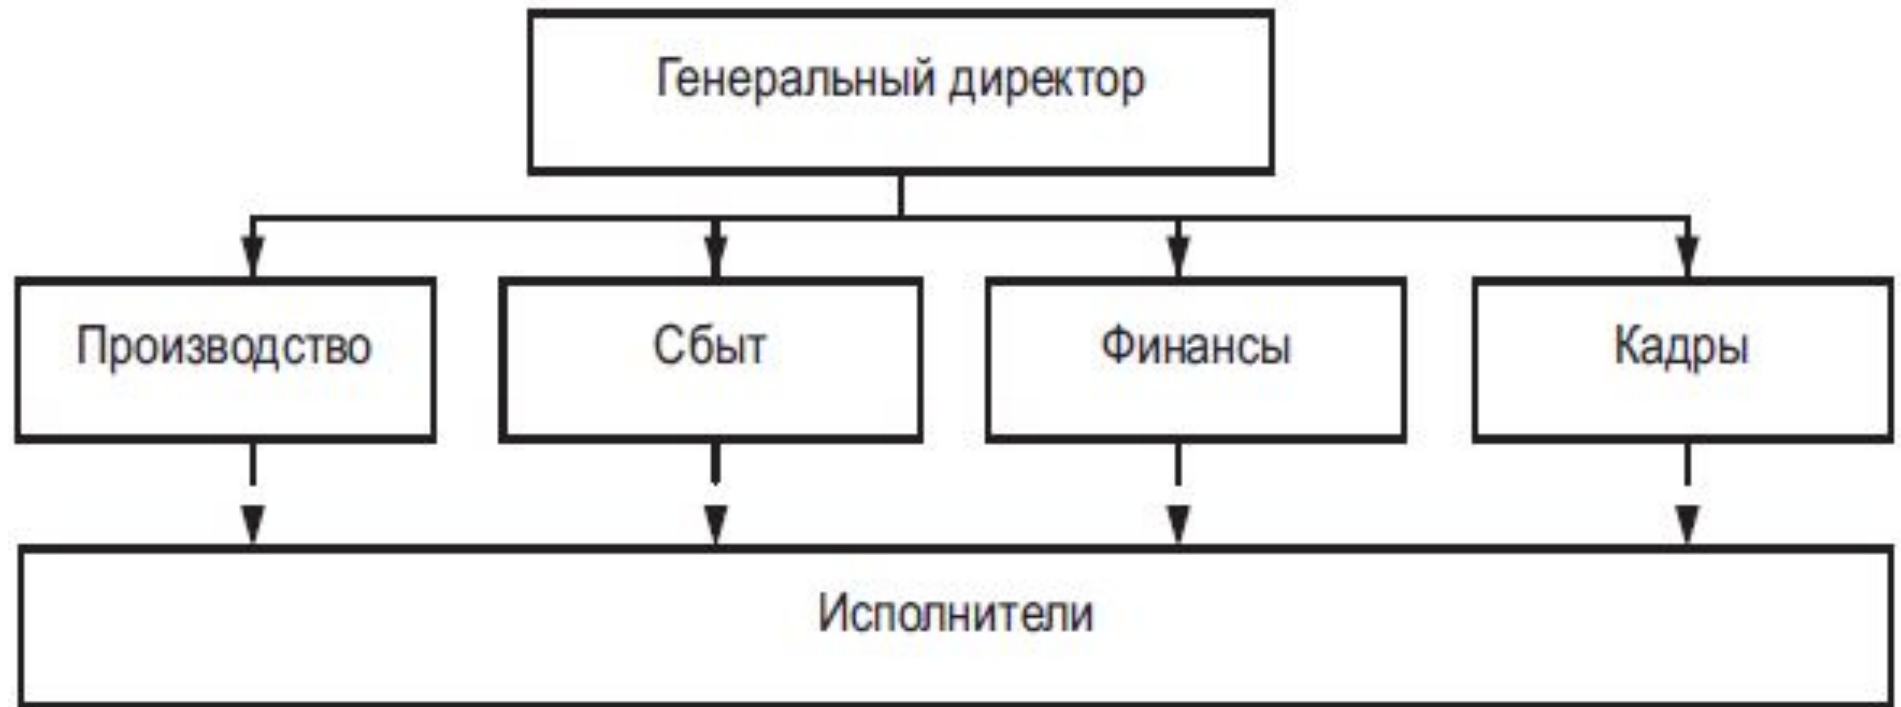 Генеральный директор
Производство
Сбыт
Финансы
Кадры
Исполнители